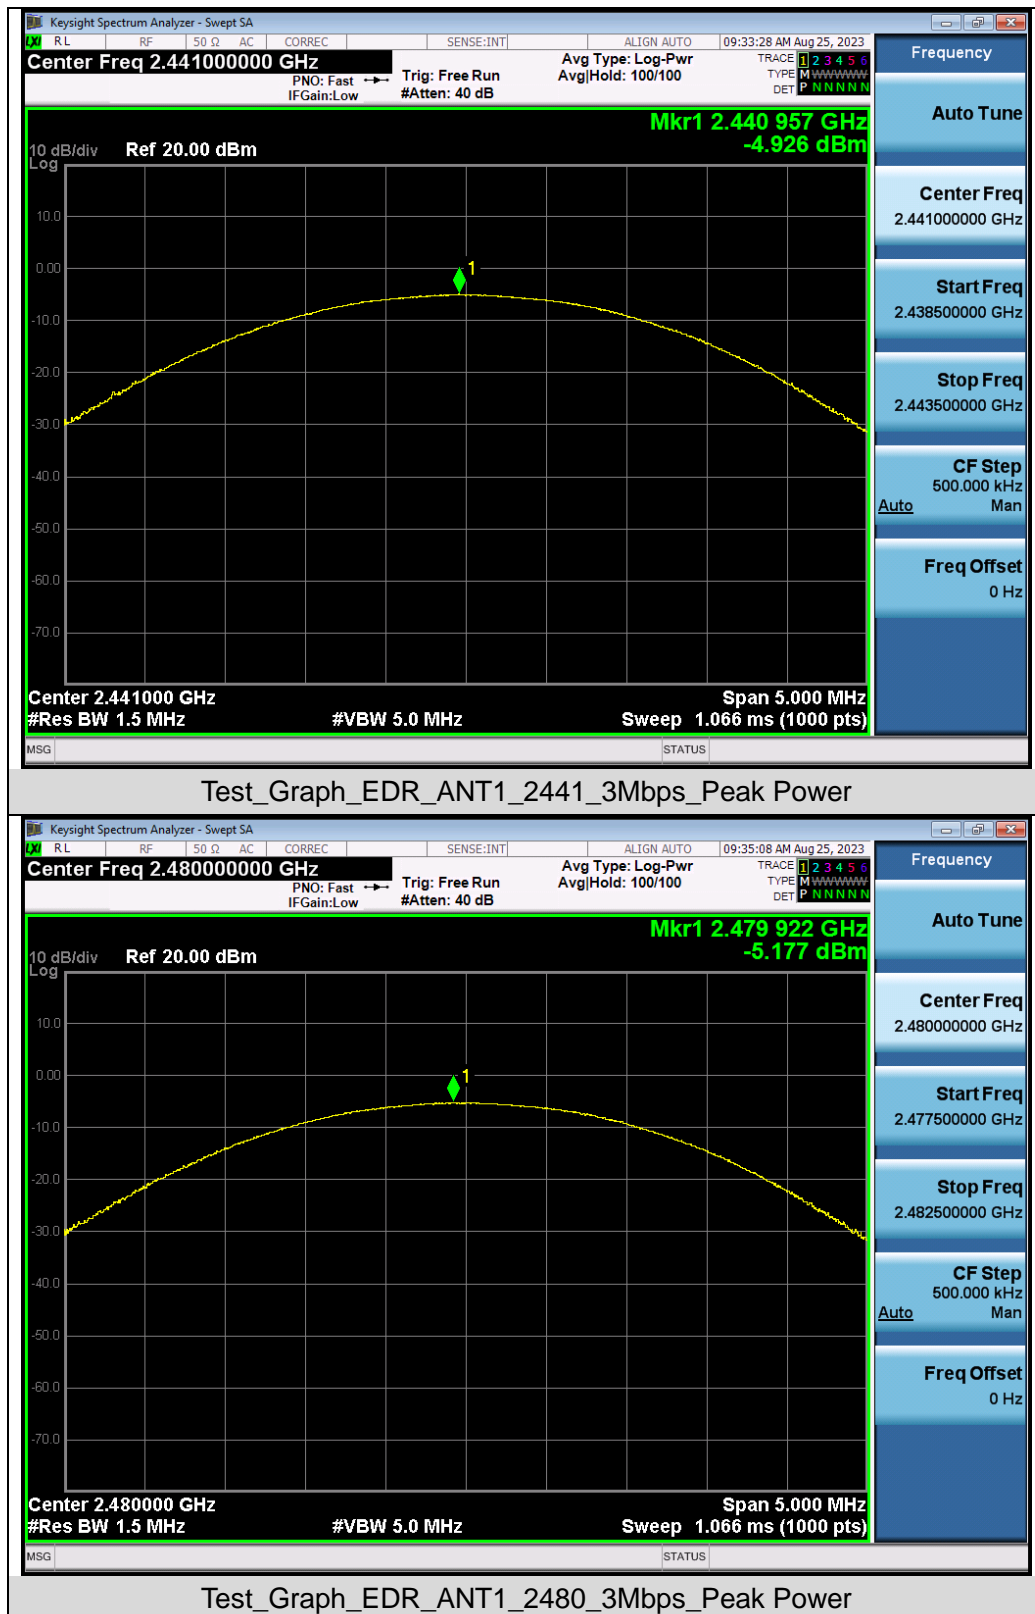 Keysight Spectrum Analyzer - Swept SA
LXI RL RF 50 Ω AC CORREC SENSE:INT ALIGN AUTO 09:33:28 AM Aug 25, 2023
Center Freq 2.441000000 GHz
PNO: Fast
IFGain:Low
Trig: Free Run
#Atten: 40 dB
Avg Type: Log-Pwr
Avg|Hold: 100/100
TRACE 1 2 3 4 5 6
TYPE M WWWWW
DET P N N N N N
Mkr1 2.440 957 GHz
-4.926 dBm
10 dB/div Ref 20.00 dBm
Log
10.0
0.00
-10.0
-20.0
-30.0
-40.0
-50.0
-60.0
-70.0
1
Center 2.441000 GHz Span 5.000 MHz
#Res BW 1.5 MHz #VBW 5.0 MHz Sweep 1.066 ms (1000 pts)
MSG STATUS
Frequency
Auto Tune
Center Freq
2.441000000 GHz
Start Freq
2.438500000 GHz
Stop Freq
2.443500000 GHz
CF Step
500.000 kHz
Auto Man
Freq Offset
0 Hz
Test_Graph_EDR_ANT1_2441_3Mbps_Peak Power
Keysight Spectrum Analyzer - Swept SA
LXI RL RF 50 Ω AC CORREC SENSE:INT ALIGN AUTO 09:35:08 AM Aug 25, 2023
Center Freq 2.480000000 GHz
PNO: Fast
IFGain:Low
Trig: Free Run
#Atten: 40 dB
Avg Type: Log-Pwr
Avg|Hold: 100/100
TRACE 1 2 3 4 5 6
TYPE M WWWWW
DET P N N N N N
Mkr1 2.479 922 GHz
-5.177 dBm
10 dB/div Ref 20.00 dBm
Log
10.0
0.00
-10.0
-20.0
-30.0
-40.0
-50.0
-60.0
-70.0
1
Center 2.480000 GHz Span 5.000 MHz
#Res BW 1.5 MHz #VBW 5.0 MHz Sweep 1.066 ms (1000 pts)
MSG STATUS
Frequency
Auto Tune
Center Freq
2.480000000 GHz
Start Freq
2.477500000 GHz
Stop Freq
2.482500000 GHz
CF Step
500.000 kHz
Auto Man
Freq Offset
0 Hz
Test_Graph_EDR_ANT1_2480_3Mbps_Peak Power